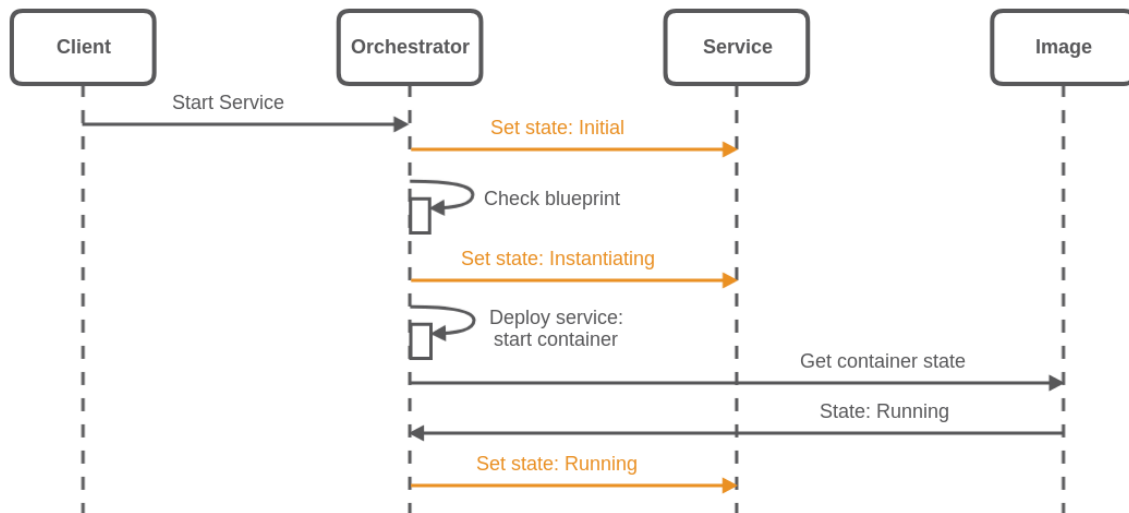 Client
Orchestrator
Service
Image
Start Service
Set state: Initial
Check blueprint
Set state: Instantiating
Deploy service:
start container
Get container state
State: Running
Set state: Running